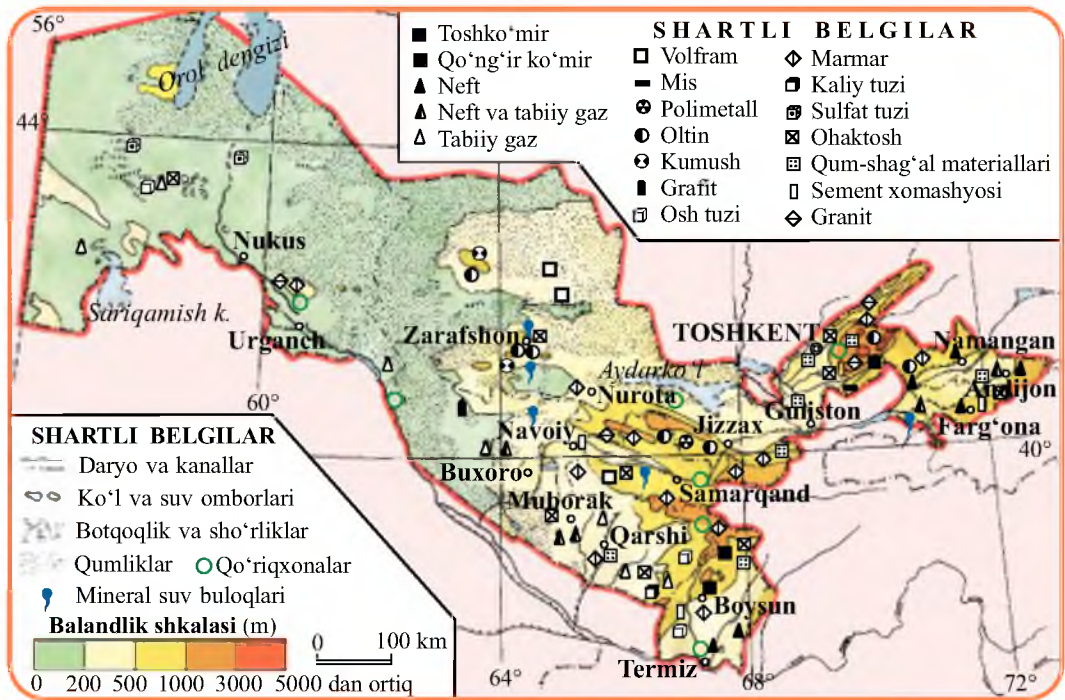 56°
Orol dengizi
44°
Toshko‘mir
Qo‘ng‘ir ko‘mir
Neft
Neft va tabiiy gaz
Tabiiy gaz
SHARTLI BELGILAR
Volfram
Mis
Polimetall
Oltin
Kumush
Grafit
Osh tuzi
Marmar
Kaliy tuzi
Sulfat tuzi
Ohaktosh
Qum-shag‘al materiallari
Sement xomashyosi
Granit
Nukus
Sariqamish k.
Urganch
Zarafshon
TOSHKENT
Namangan
Andijon
Aydarko‘l
Nurota
Guliston
Farg‘ona
60°
Navoiy
Jizzax
40°
Buxoro
Samarqand
Muborak
Qarshi
Boysun
Termiz
64°
68°
72°
SHARTLI BELGILAR
Daryo va kanallar
Ko‘l va suv omborlari
Botqoqlik va sho‘rliklar
Qumliklar
Qo‘riqxonalar
Mineral suv buloqlari
Balandlik shkalasi (m)
0 200 500 1000 3000 5000 dan ortiq
0 100 km